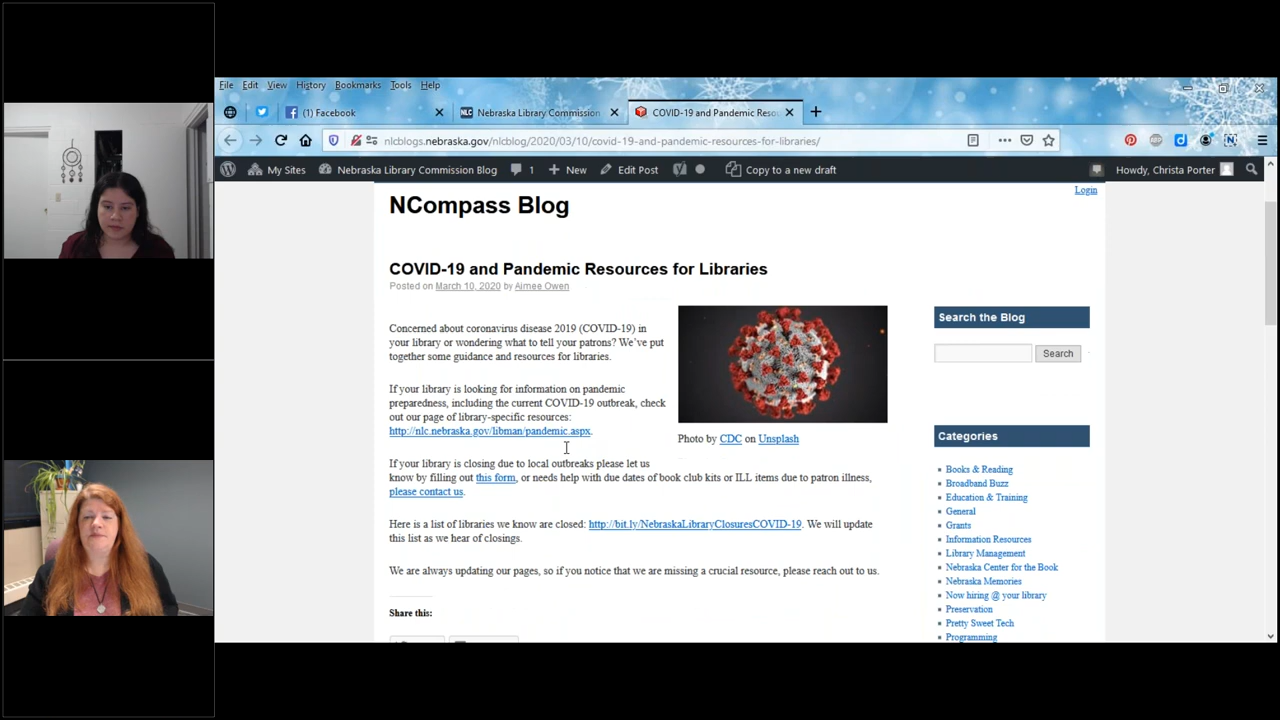 File Edit View History Bookmarks Tools Help
(1) Facebook
Nebraska Library Commission
COVID-19 and Pandemic Reso
nlcblogs.nebraska.gov/nlcblog/2020/03/10/covid-19-and-pandemic-resources-for-libraries/
My Sites Nebraska Library Commission Blog 1 New Edit Post Copy to a new draft Howdy, Christa Porter
Login
NCompass Blog
COVID-19 and Pandemic Resources for Libraries
Posted on March 10, 2020 by Aimee Owen
Concerned about coronavirus disease 2019 (COVID-19) in
your library or wondering what to tell your patrons? We've put
together some guidance and resources for libraries.
If your library is looking for information on pandemic
preparedness, including the current COVID-19 outbreak, check
out our page of library-specific resources:
http://nlc.nebraska.gov/libman/pandemic.aspx.
Photo by CDC on Unsplash
If your library is closing due to local outbreaks please let us
know by filling out this form, or needs help with due dates of book club kits or ILL items due to patron illness,
please contact us.
Here is a list of libraries we know are closed: http://bit.ly/NebraskaLibraryClosuresCOVID-19. We will update
this list as we hear of closings.
We are always updating our pages, so if you notice that we are missing a crucial resource, please reach out to us.
Share this:
Search the Blog
Search
Categories
Books & Reading
Broadband Buzz
Education & Training
General
Grants
Information Resources
Library Management
Nebraska Center for the Book
Nebraska Memories
Now hiring @ your library
Preservation
Pretty Sweet Tech
Programming